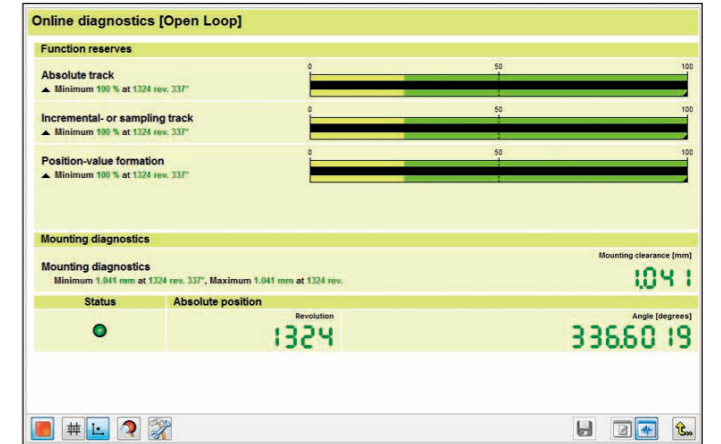 Online diagnostics [Open Loop]
Function reserves
Absolute track
0 50 100
▲ Minimum 100 % at 1324 rev. 337°
Incremental- or sampling track
0 50 100
▲ Minimum 100 % at 1324 rev. 337°
Position-value formation
0 50 100
▲ Minimum 100 % at 1324 rev. 337°
Mounting diagnostics
Mounting clearance [mm]
Mounting diagnostics
Minimum 1.041 mm at 1324 rev. 337°, Maximum 1.041 mm at 1324 rev.
1.041
Status Absolute position
Revolution Angle [degrees]
1324 336.6019